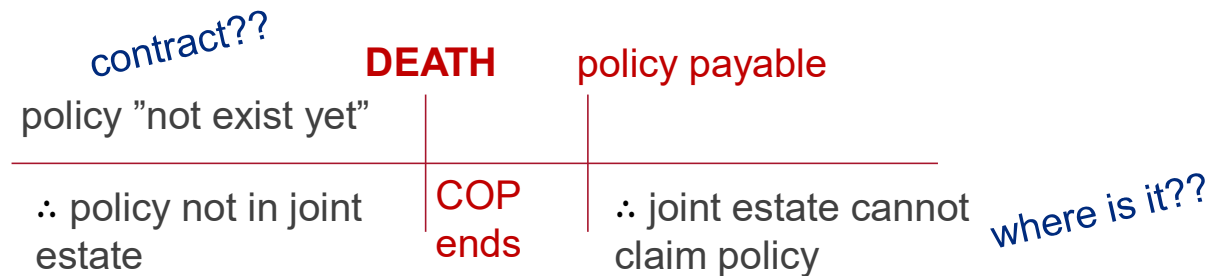 contract??
DEATH
policy payable
policy ”not exist yet”
∴ policy not in joint
estate
COP
ends
∴ joint estate cannot
claim policy
where is it??